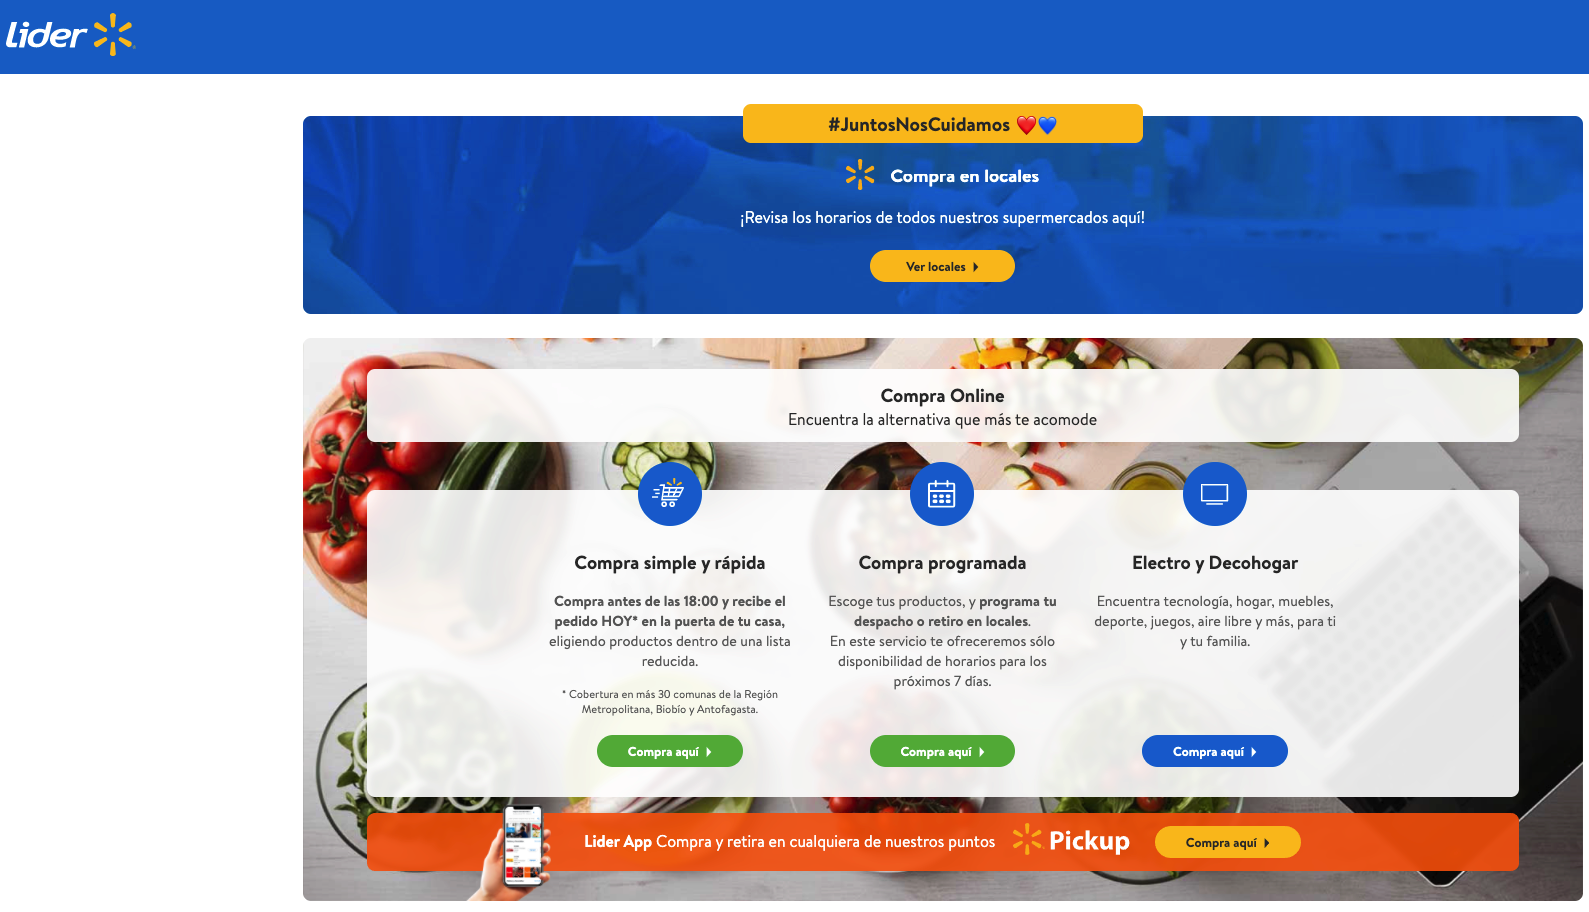 Lider
#JuntosNosCuidamos ❤️💙
Compra en locales
¡Revisa los horarios de todos nuestros supermercados aquí!
Ver locales
Compra Online
Encuentra la alternativa que más te acomode
Compra simple y rápida
Compra antes de las 18:00 y recibe el
pedido HOY* en la puerta de tu casa,
eligiendo productos dentro de una lista
reducida.
* Cobertura en más 30 comunas de la Región
Metropolitana, Biobío y Antofagasta.
Compra aquí
Compra programada
Escoge tus productos, y programa tu
despacho o retiro en locales.
En este servicio te ofreceremos sólo
disponibilidad de horarios para los
próximos 7 días.
Compra aquí
Electro y Decohogar
Encuentra tecnología, hogar, muebles,
deporte, juegos, aire libre y más, para ti
y tu familia.
Compra aquí
Lider App Compra y retira en cualquiera de nuestros puntos
Pickup
Compra aquí